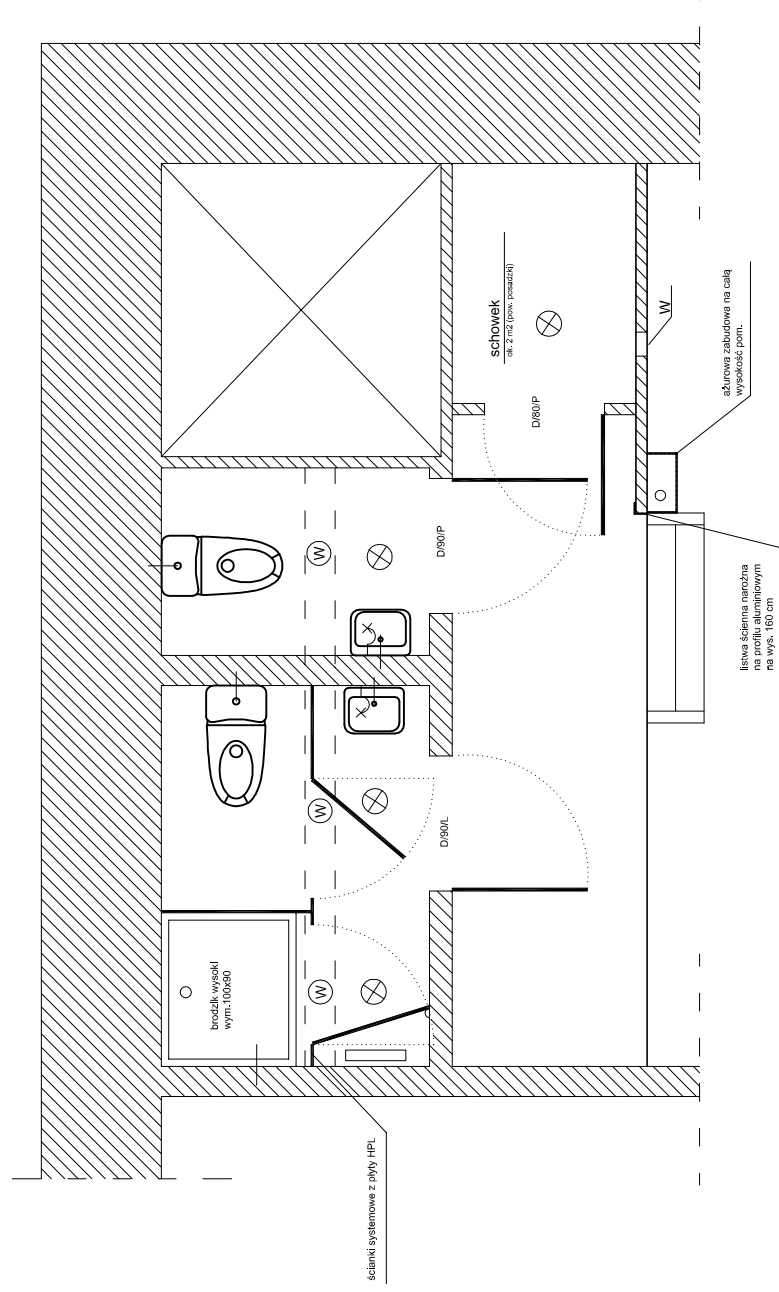 schowek
ok. 2 m2 (pow. posadzki)
W
ażurowa zabudowa na całą
wysokość pom.
D/80/P
D/90/P
W
listwa ścienna narożna
na profilu aluminiowym
na wys. 160 cm
W
D/90/L
W
brodzik wysoki
wym.100x90
ścianki systemowe z płyty HPL